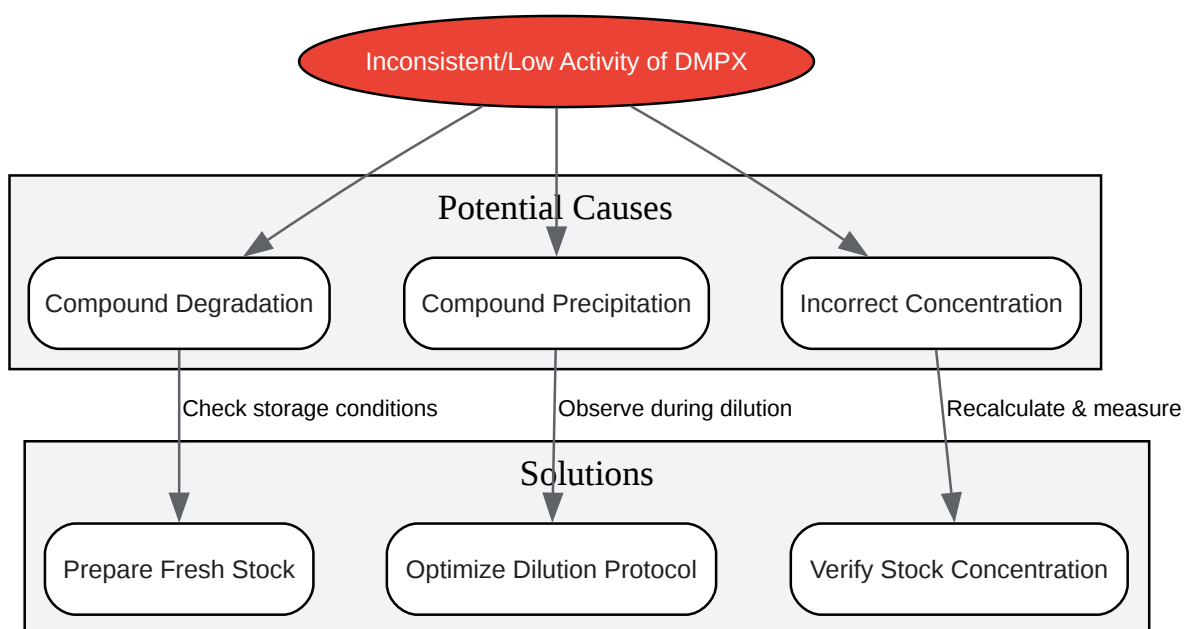 Inconsistent/Low Activity of DMPX
Potential Causes
Compound Degradation
Compound Precipitation
Incorrect Concentration
Check storage conditions
Observe during dilution
Recalculate & measure
Solutions
Prepare Fresh Stock
Optimize Dilution Protocol
Verify Stock Concentration